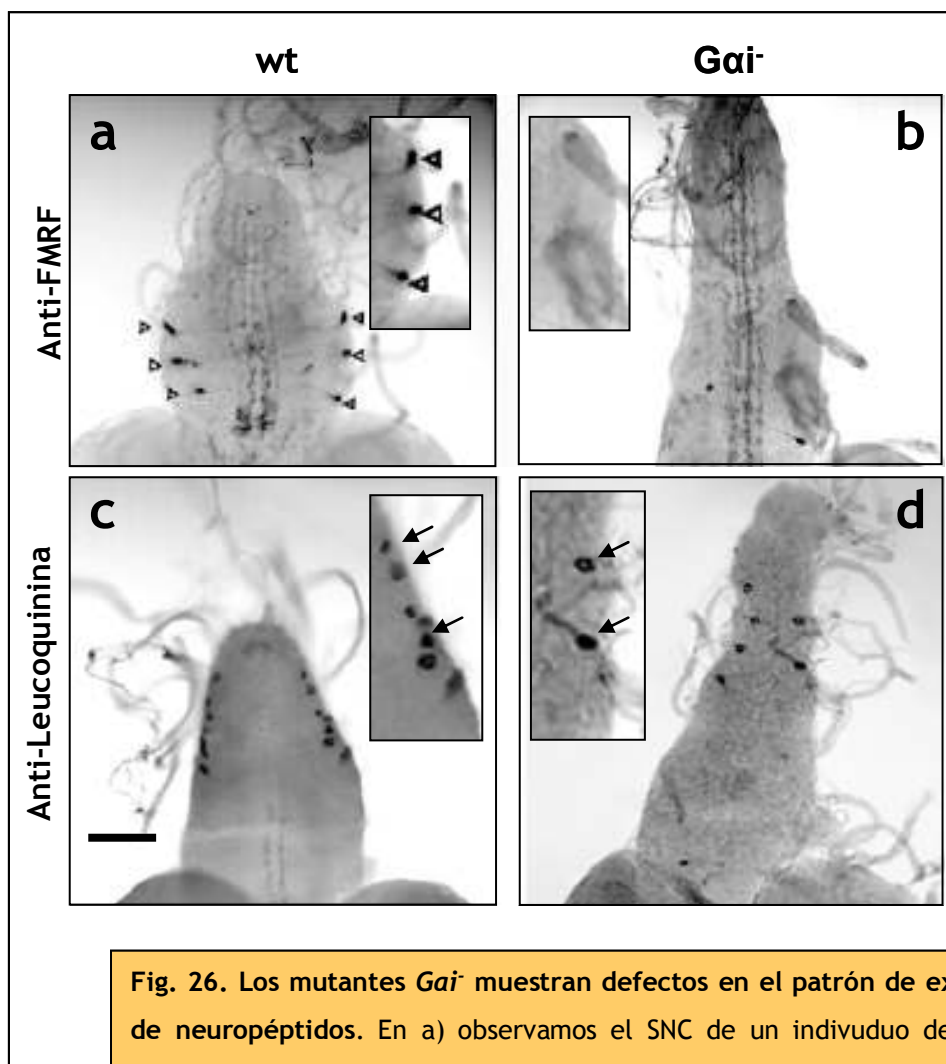 wt Gαi-
a b
Anti-FMRF
c d
Anti-Leucoquinina
Fig. 26. Los mutantes Gai- muestran defectos en el patrón de ex
de neuropéptidos. En a) observamos el SNC de un indivuduo de